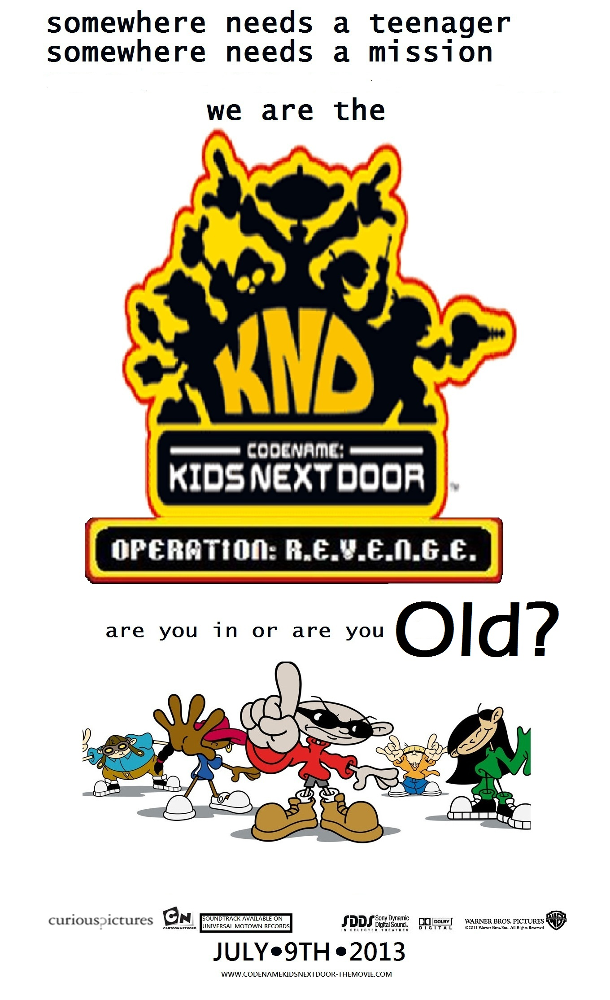 somewhere needs a teenager
somewhere needs a mission
we are the
KND
CODENAME:
KIDS NEXT DOOR
TM
OPERATION: R.E.V.E.N.G.E.
are you in or are you Old?
2
curiouspictures
CN
CARTOON NETWORK
SOUNDTRACK AVAILABLE ON
UNIVERSAL MOTOWN RECORDS
SDDS Sony Dynamic
Digital Sound™
IN SELECTED THEATRES
DOLBY
DIGITAL
WARNER BROS. PICTURES
©2011 Warner Bros. Ent. All Rights Reserved
WB
JULY•9TH•2013
WWW.CODENAMEKIDSNEXTDOOR-THEMOVIE.COM